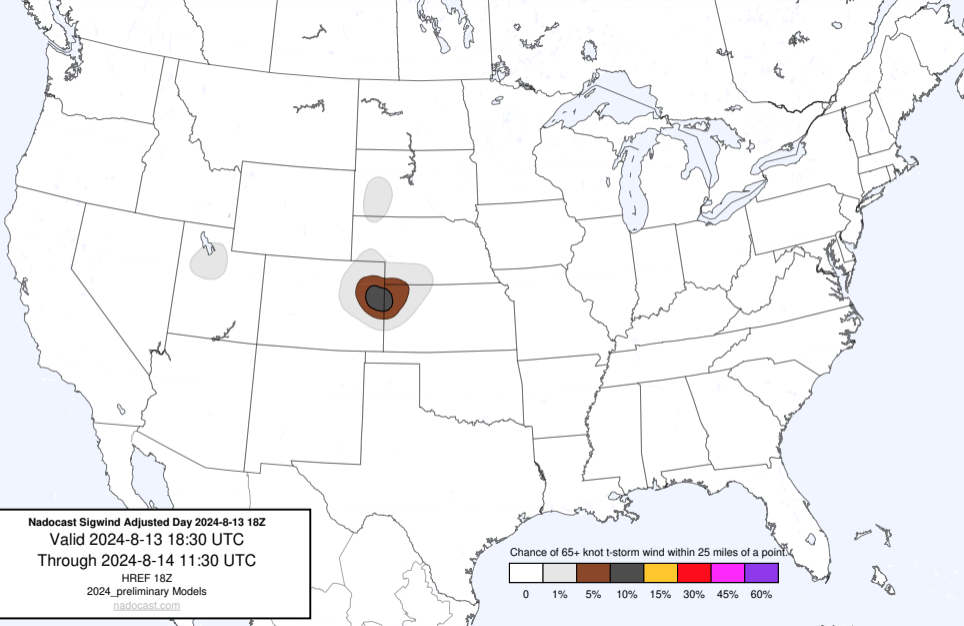 Nadocast Sigwind Adjusted Day 2024-8-13 18Z
Valid 2024-8-13 18:30 UTC
Through 2024-8-14 11:30 UTC
HREF 18Z
2024_preliminary Models
nadocast.com
Chance of 65+ knot t-storm wind within 25 miles of a point.
0 1% 5% 10% 15% 30% 45% 60%